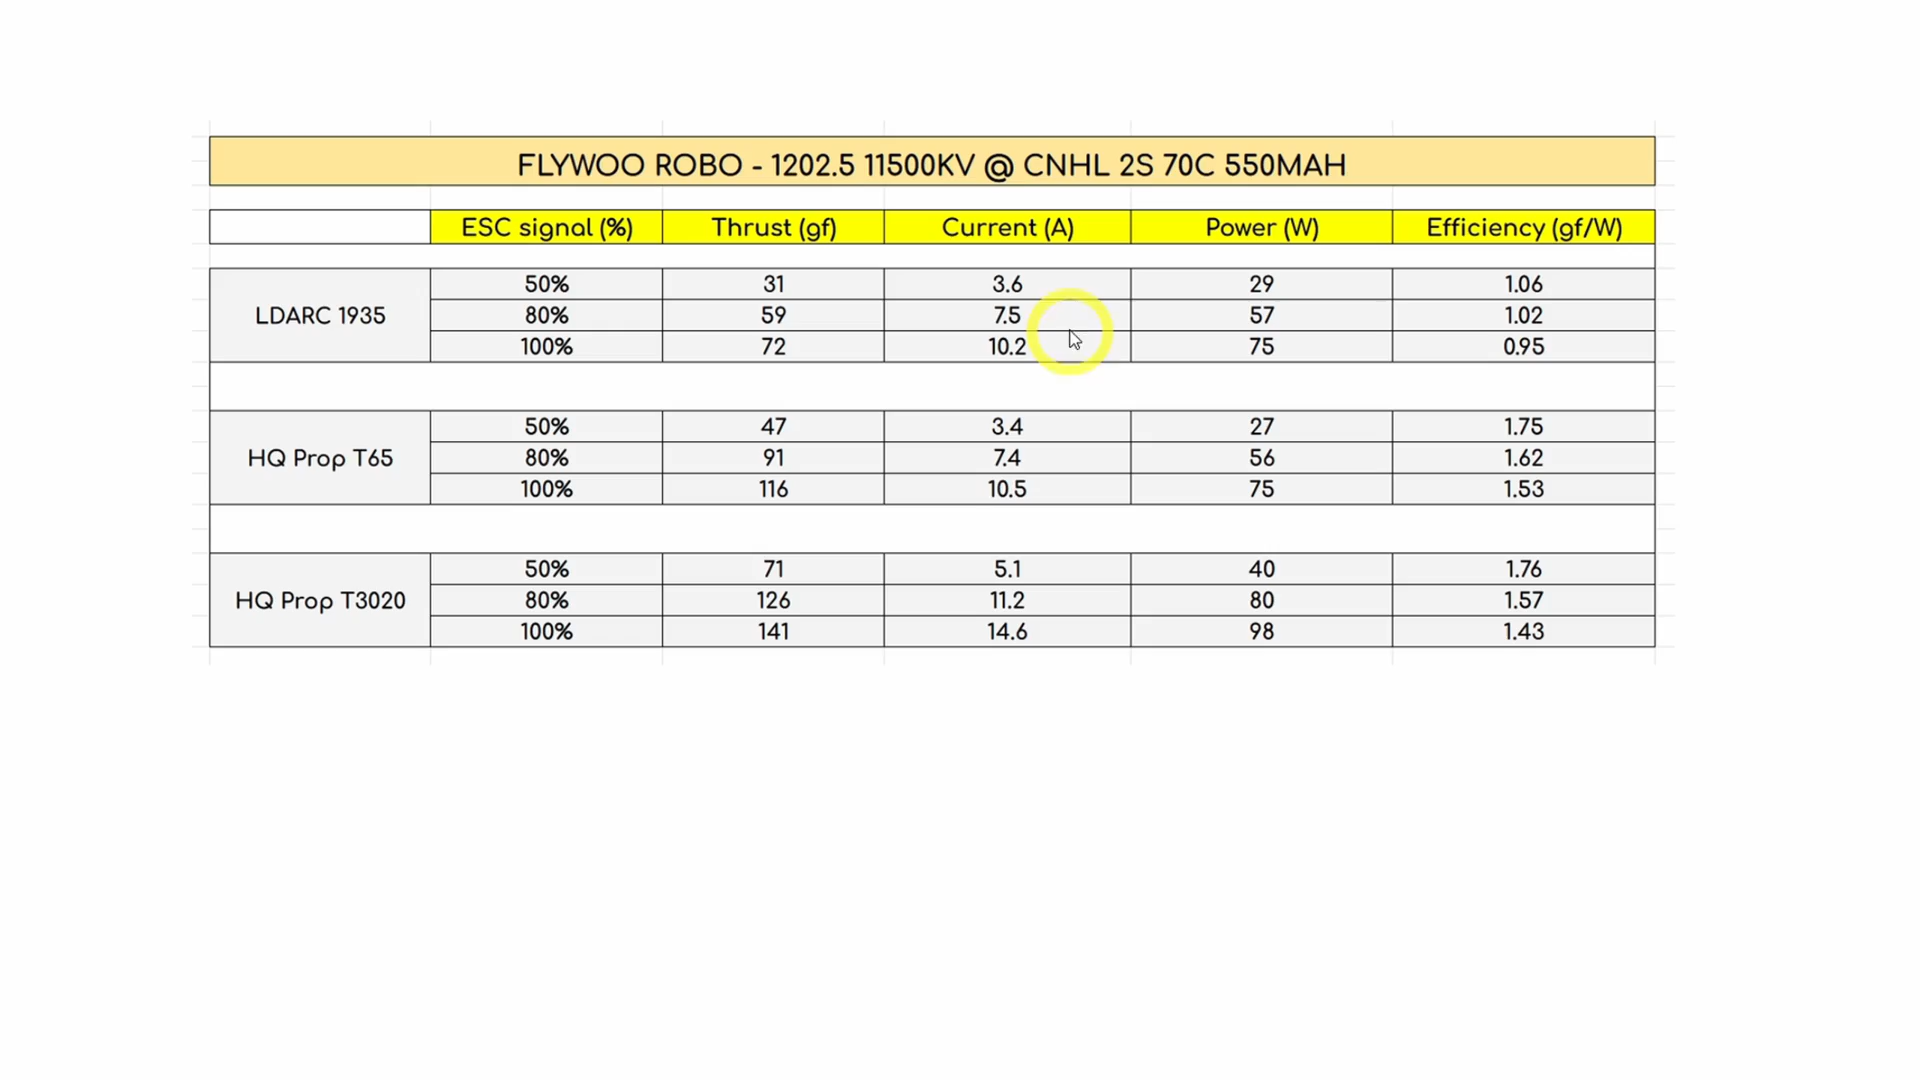 FLYWOO ROBO - 1202.5 11500KV @ CNHL 2S 70C 550MAH
ESC signal (%) Thrust (gf) Current (A) Power (W) Efficiency (gf/W)
50% 31 3.6 29 1.06
LDARC 1935 80% 59 7.5 57 1.02
100% 72 10.2 75 0.95
50% 47 3.4 27 1.75
HQ Prop T65 80% 91 7.4 56 1.62
100% 116 10.5 75 1.53
50% 71 5.1 40 1.76
HQ Prop T3020 80% 126 11.2 80 1.57
100% 141 14.6 98 1.43